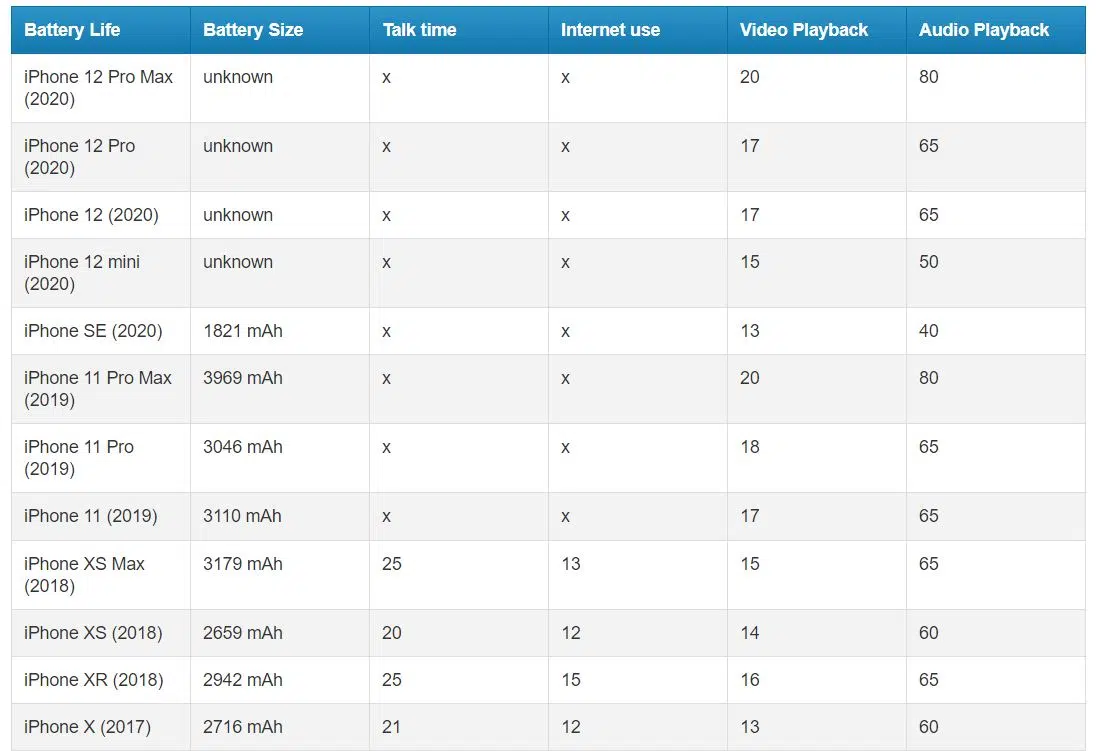 Battery Life Battery Size Talk time Internet use Video Playback Audio Playback
iPhone 12 Pro Max unknown x x 20 80
(2020)
iPhone 12 Pro unknown x x 17 65
(2020)
iPhone 12 (2020) unknown x x 17 65
iPhone 12 mini unknown x x 15 50
(2020)
iPhone SE (2020) 1821 mAh x x 13 40
iPhone 11 Pro Max 3969 mAh x x 20 80
(2019)
iPhone 11 Pro 3046 mAh x x 18 65
(2019)
iPhone 11 (2019) 3110 mAh x x 17 65
iPhone XS Max 3179 mAh 25 13 15 65
(2018)
iPhone XS (2018) 2659 mAh 20 12 14 60
iPhone XR (2018) 2942 mAh 25 15 16 65
iPhone X (2017) 2716 mAh 21 12 13 60